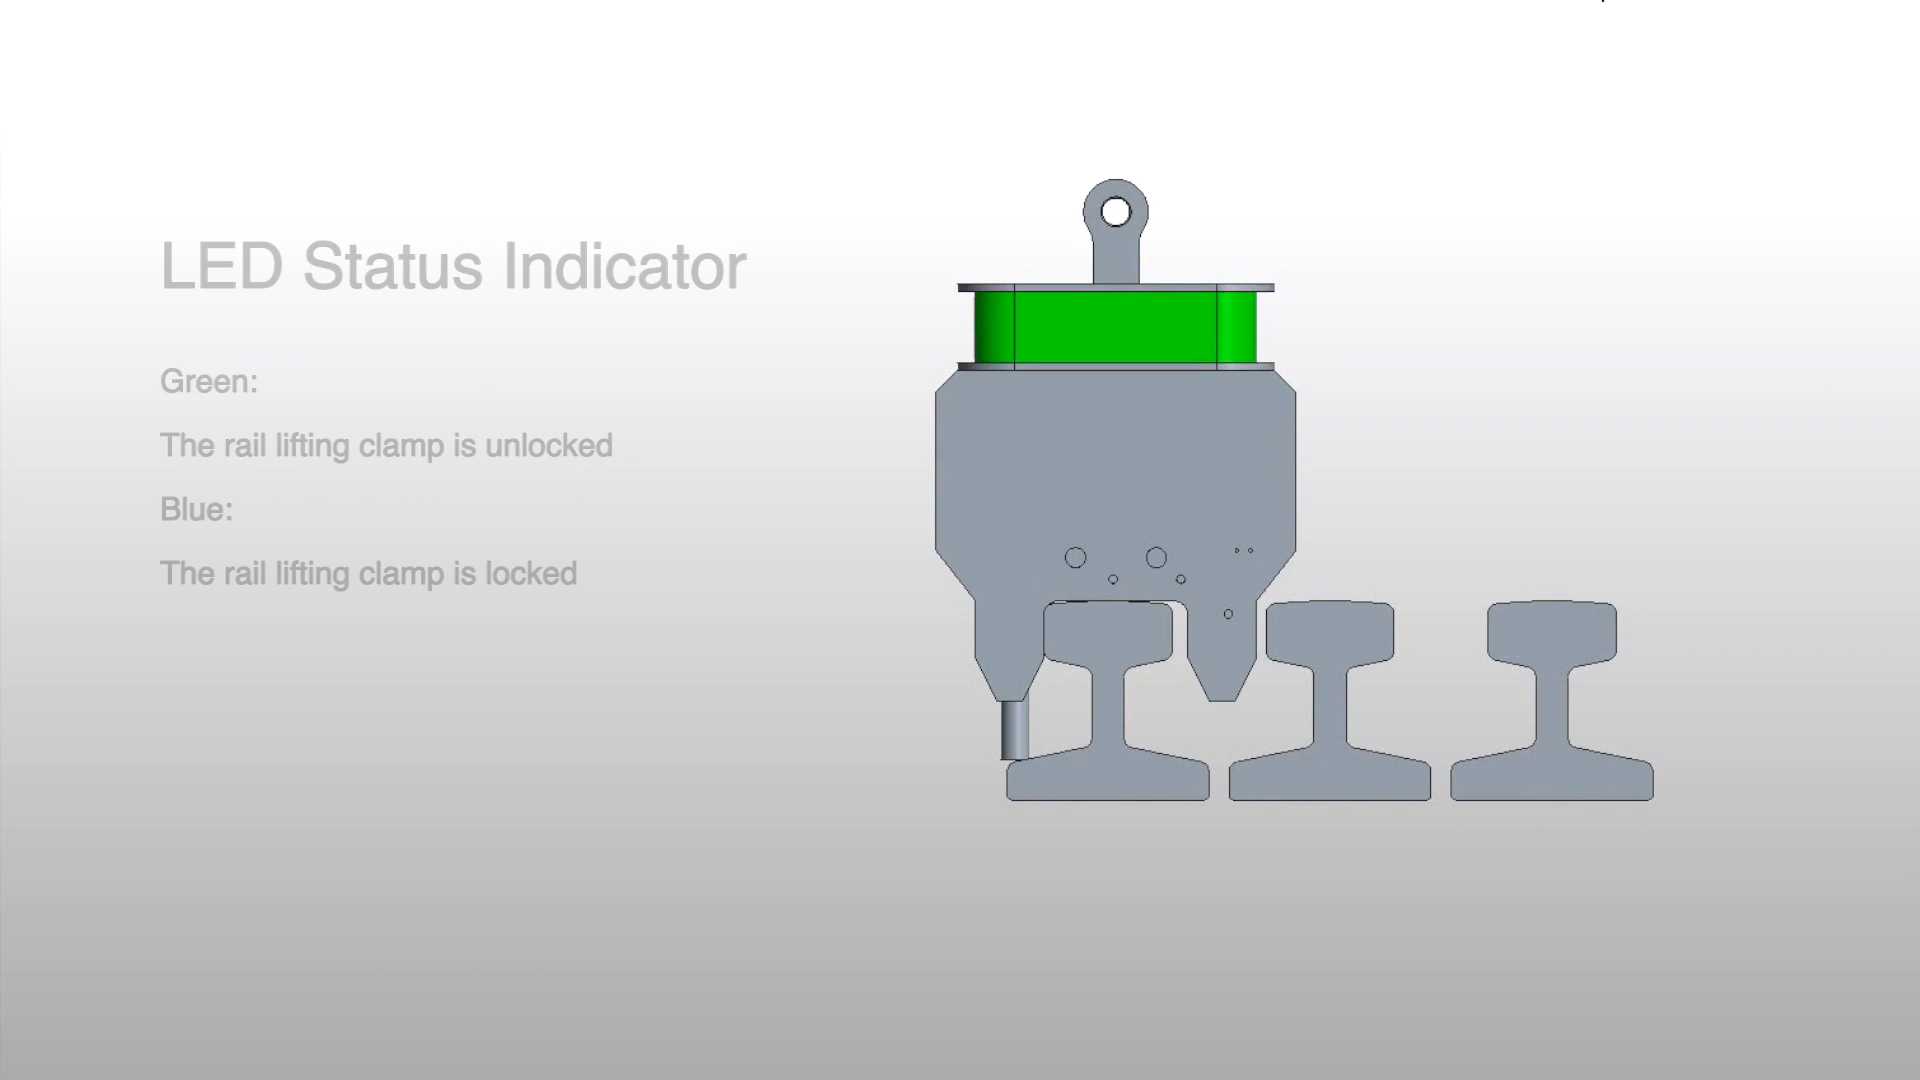 LED Status Indicator
Green:
The rail lifting clamp is unlocked
Blue:
The rail lifting clamp is locked